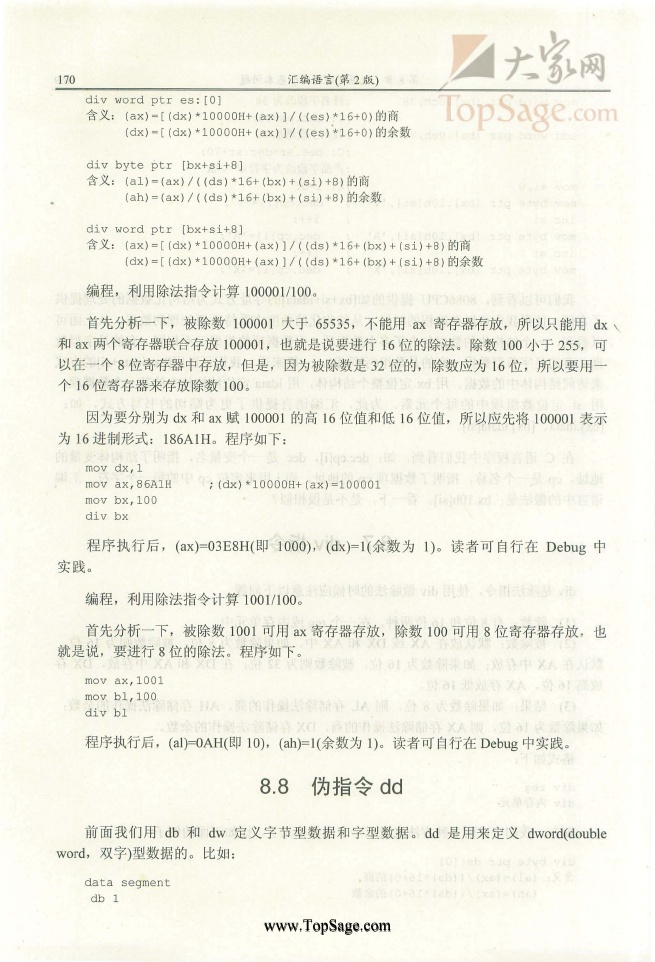 大家网
TopSage.com
170 汇编语言(第 2 版)
div word ptr es:[0]
含义：(ax)=[(dx)*10000H+(ax)]/((es)*16+0)的商
(dx)=[(dx)*10000H+(ax)]/((es)*16+0)的余数
div byte ptr [bx+si+8]
含义：(al)=(ax)/((ds)*16+(bx)+(si)+8)的商
(ah)=(ax)/((ds)*16+(bx)+(si)+8)的余数
div word ptr [bx+si+8]
含义：(ax)=[(dx)*10000H+(ax)]/((ds)*16+(bx)+(si)+8)的商
(dx)=[(dx)*10000H+(ax)]/((ds)*16+(bx)+(si)+8)的余数
编程，利用除法指令计算 100001/100。
首先分析一下，被除数 100001 大于 65535，不能用 ax 寄存器存放，所以只能用 dx
和 ax 两个寄存器联合存放 100001，也就是说要进行 16 位的除法。除数 100 小于 255，可
以在一个 8 位寄存器中存放，但是，因为被除数是 32 位的，除数应为 16 位，所以要用一
个 16 位寄存器来存放除数 100。
因为要分别为 dx 和 ax 赋 100001 的高 16 位值和低 16 位值，所以应先将 100001 表示
为 16 进制形式：186A1H。程序如下：
mov dx,1
mov ax,86A1H ;(dx)*10000H+(ax)=100001
mov bx,100
div bx
程序执行后，(ax)=03E8H(即 1000)，(dx)=1(余数为 1)。读者可自行在 Debug 中
实践。
编程，利用除法指令计算 1001/100。
首先分析一下，被除数 1001 可用 ax 寄存器存放，除数 100 可用 8 位寄存器存放，也
就是说，要进行 8 位的除法。程序如下。
mov ax,1001
mov bl,100
div bl
程序执行后，(al)=0AH(即 10)，(ah)=1(余数为 1)。读者可自行在 Debug 中实践。
8.8 伪指令 dd
前面我们用 db 和 dw 定义字节型数据和字型数据。dd 是用来定义 dword(double
word，双字)型数据的。比如：
data segment
db 1
www.TopSage.com